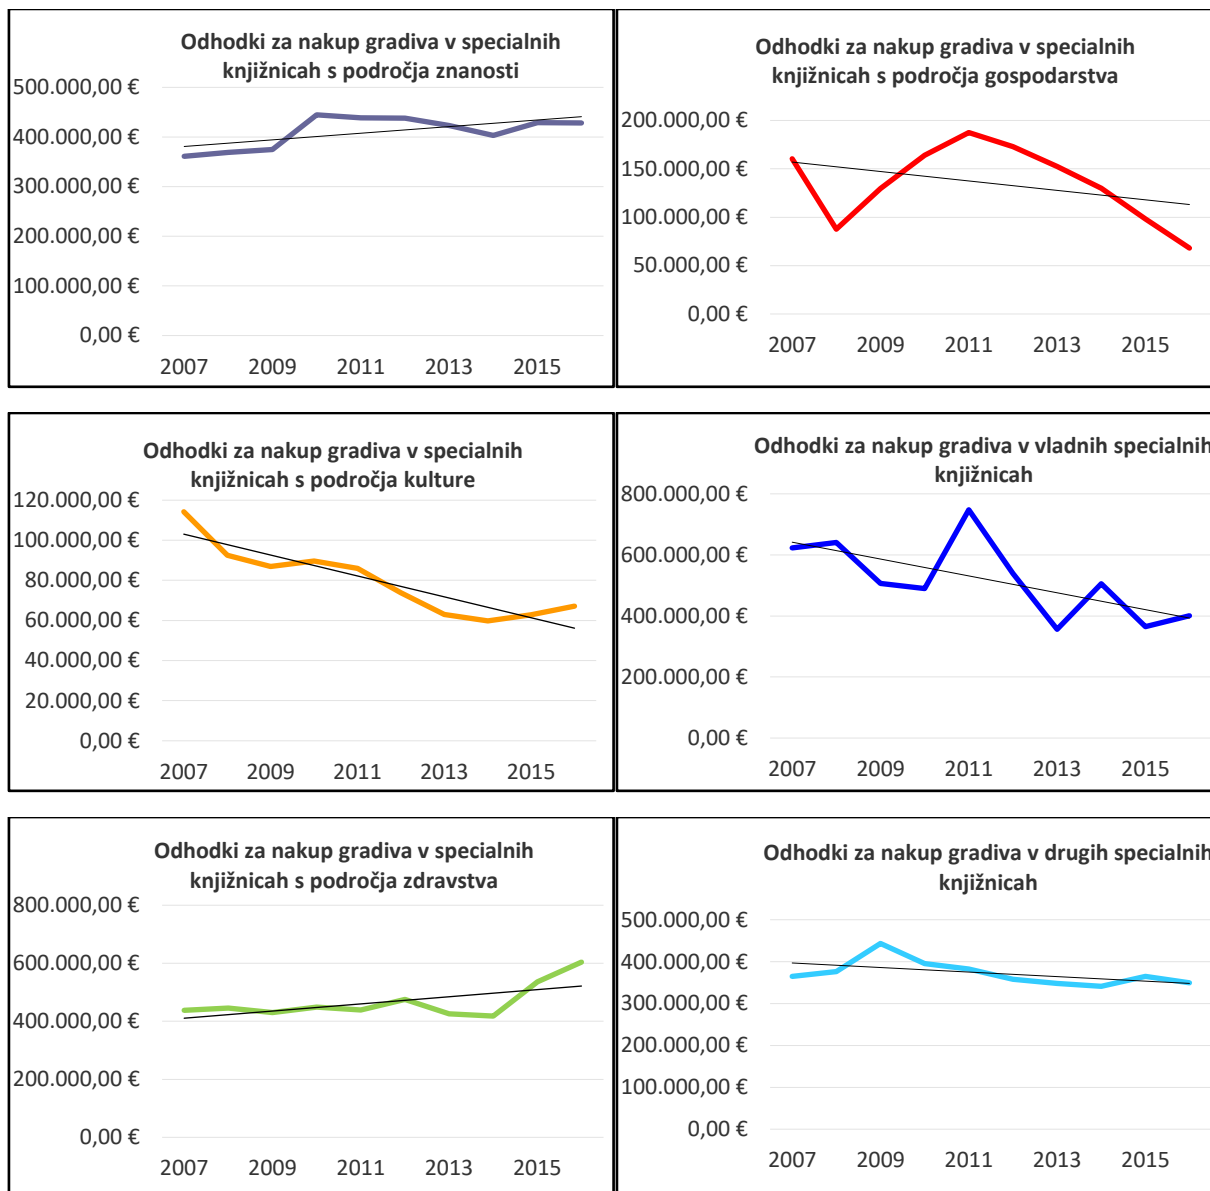 Odhodki za nakup gradiva v specialnih
knjižnicah s področja znanosti
500.000,00 €
400.000,00 €
300.000,00 €
200.000,00 €
100.000,00 €
0,00 €
2007 2009 2011 2013 2015
Odhodki za nakup gradiva v specialnih
knjižnicah s področja gospodarstva
200.000,00 €
150.000,00 €
100.000,00 €
50.000,00 €
0,00 €
2007 2009 2011 2013 2015
Odhodki za nakup gradiva v specialnih
knjižnicah s področja kulture
120.000,00 €
100.000,00 €
80.000,00 €
60.000,00 €
40.000,00 €
20.000,00 €
0,00 €
2007 2009 2011 2013 2015
Odhodki za nakup gradiva v vladnih specialnih
knjižnicah
800.000,00 €
600.000,00 €
400.000,00 €
200.000,00 €
0,00 €
2007 2009 2011 2013 2015
Odhodki za nakup gradiva v specialnih
knjižnicah s področja zdravstva
800.000,00 €
600.000,00 €
400.000,00 €
200.000,00 €
0,00 €
2007 2009 2011 2013 2015
Odhodki za nakup gradiva v drugih specialnih
knjižnicah
500.000,00 €
400.000,00 €
300.000,00 €
200.000,00 €
100.000,00 €
0,00 €
2007 2009 2011 2013 2015